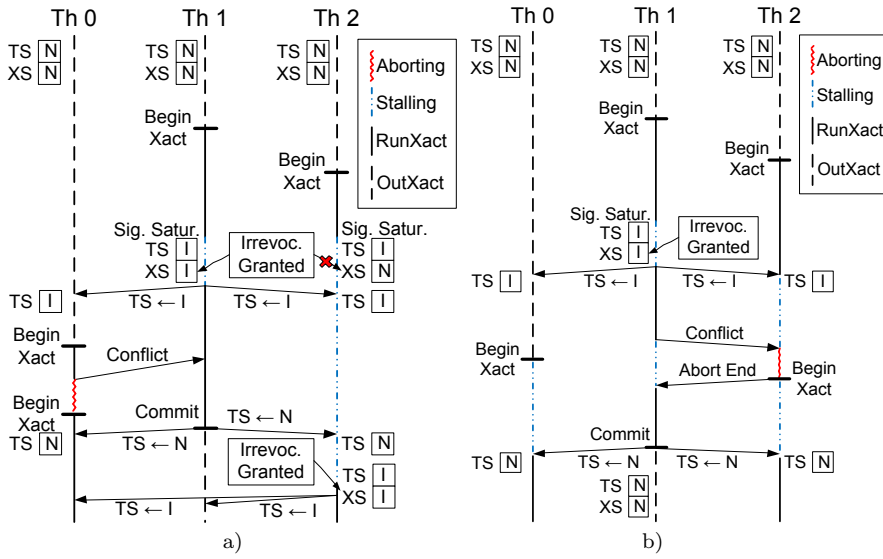 Th 0 Th 1 Th 2
TS N TS N TS N
XS N XS N XS N
Aborting
Stalling
RunXact
OutXact
Begin
Xact
Begin
Xact
Sig. Satur. Irrevoc. Sig. Satur.
TS I Granted TS I
XS I XS N
TS I TS ← I TS ← I TS I
Begin
Xact
Conflict
Begin
Xact
Commit TS ← N
TS N TS ← N TS N
Irrevoc.
Granted
TS I
XS I
TS ← I TS ← I
a)
Th 0 Th 1 Th 2
TS N TS N TS N
XS N XS N XS N
Aborting
Stalling
RunXact
OutXact
Begin
Xact
Begin
Xact
Sig. Satur.
TS I Irrevoc.
XS I Granted
TS I TS ← I TS ← I TS I
Conflict
Begin
Xact
Abort End Begin
Xact
Commit
TS N TS ← N TS ← N TS N
TS N
XS N
b)